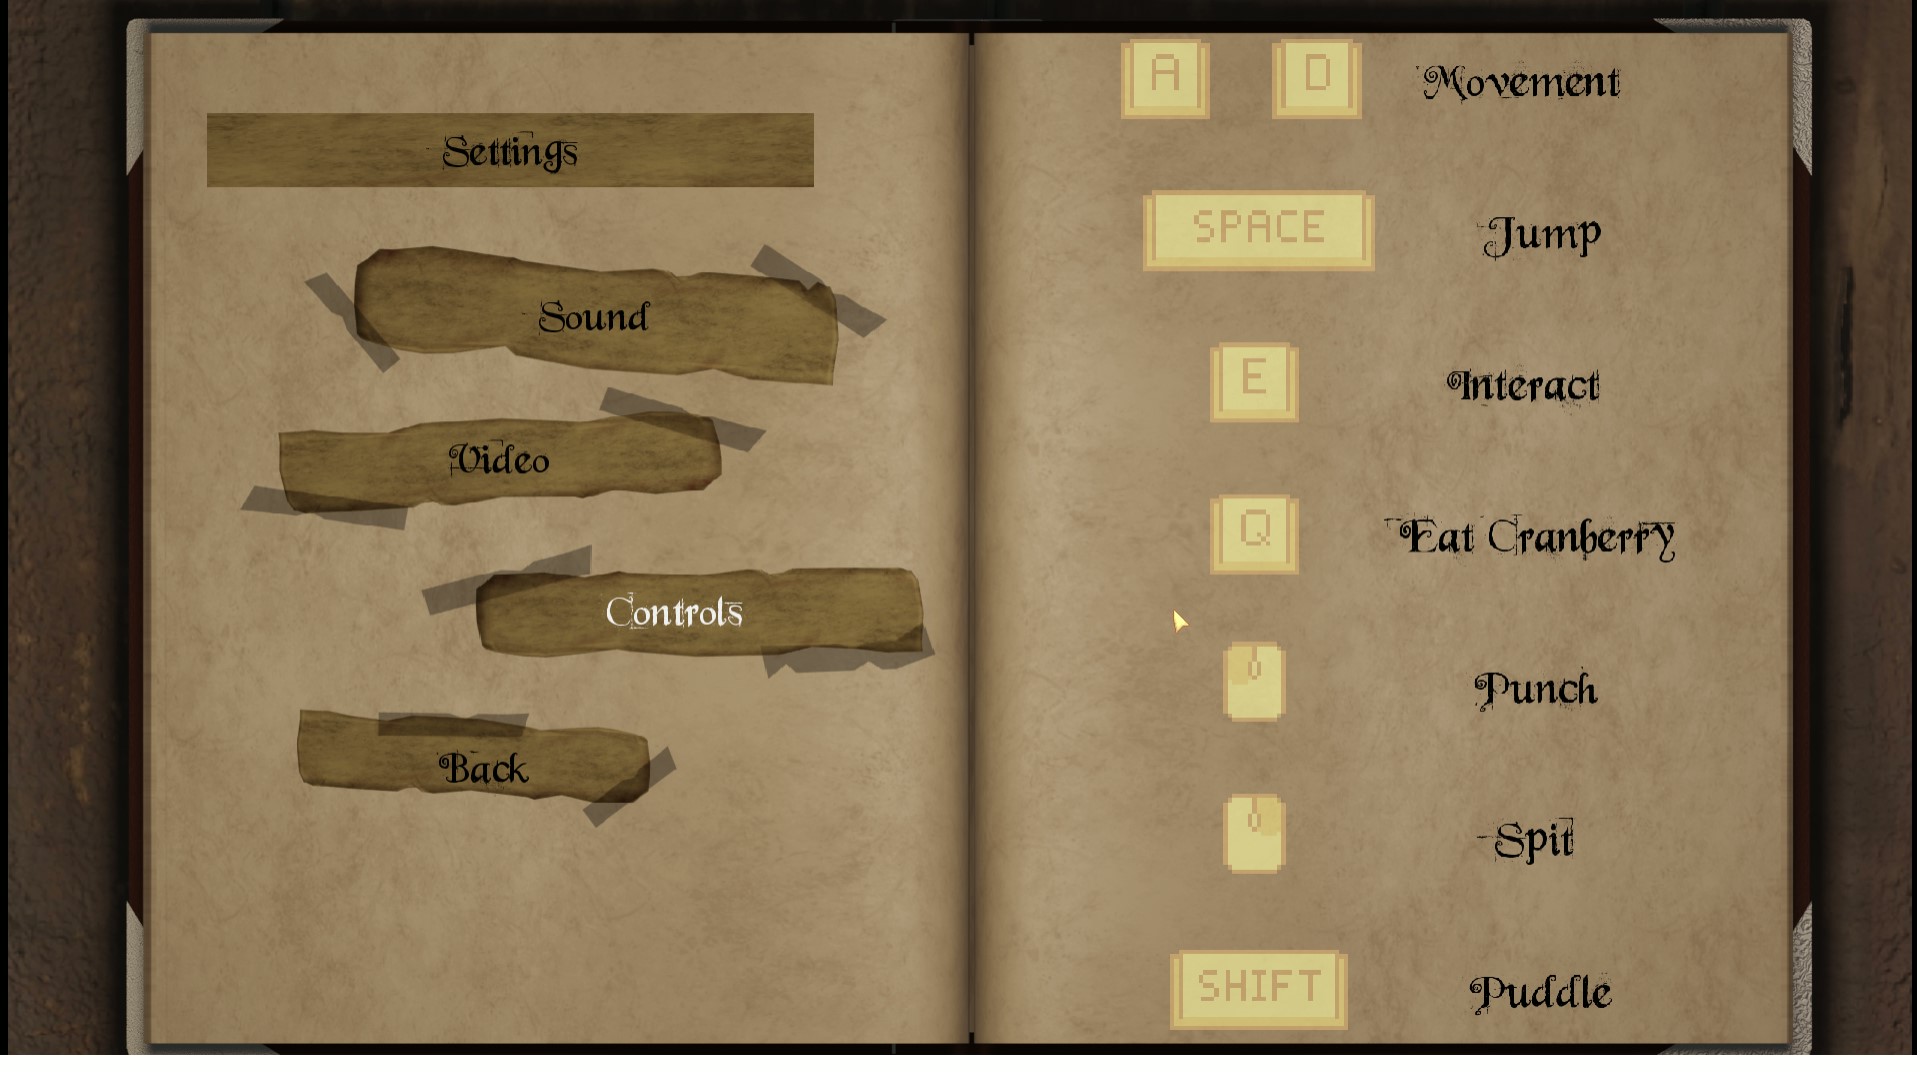 Settings
Sound
Video
Controls
Back
A D Movement
SPACE Jump
E Interact
Q Eat Cranberry
Punch
Spit
SHIFT Puddle